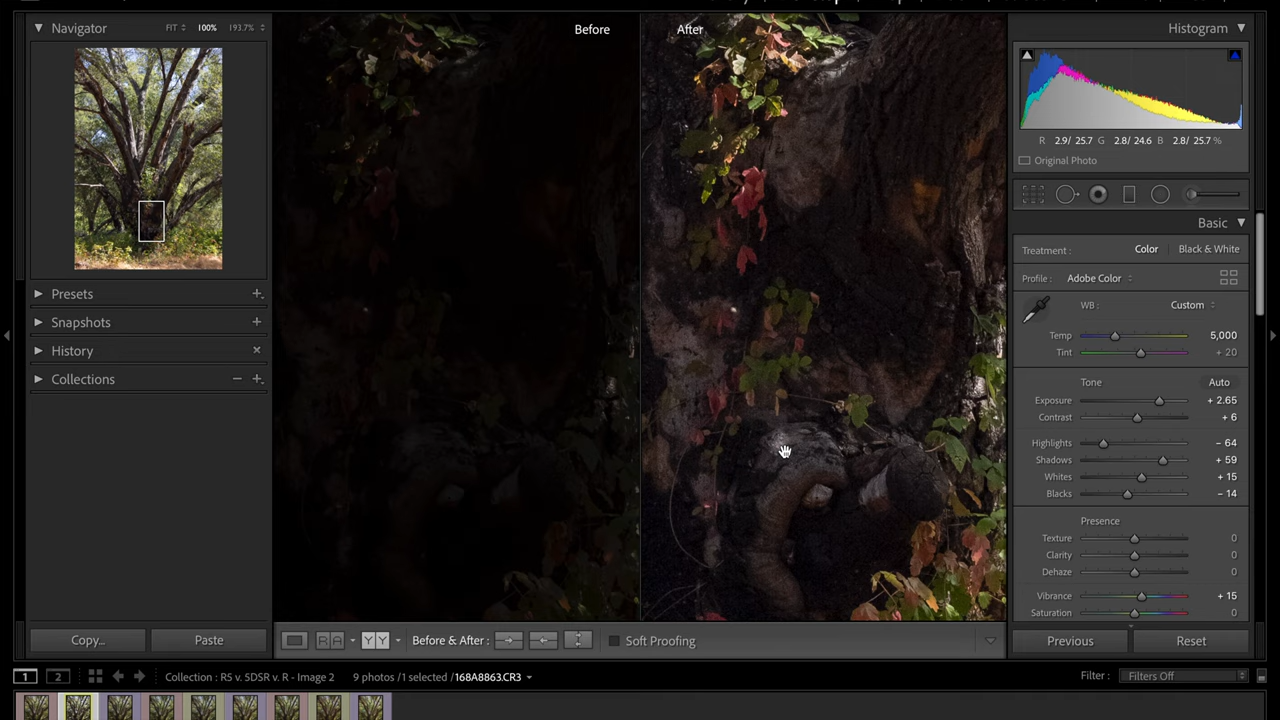 Navigator FIT 100% 193.7%
Before After
Histogram
R 2.9/ 25.7 G 2.8/ 24.6 B 2.8/ 25.7 %
Original Photo
Basic
Treatment : Color Black & White
Profile : Adobe Color
WB : Custom
Temp 5,000
Tint + 20
Tone Auto
Exposure + 2.65
Contrast + 6
Highlights – 64
Shadows + 59
Whites + 15
Blacks – 14
Presence
Texture 0
Clarity 0
Dehaze 0
Vibrance + 15
Saturation 0
Presets
Snapshots
History
Collections
Copy... Paste
R A Y Y Before & After : Soft Proofing
Previous Reset
1 2 Collection : R5 v. 5DSR v. R - Image 2 9 photos / 1 selected / 168A8863.CR3
Filter : Filters Off